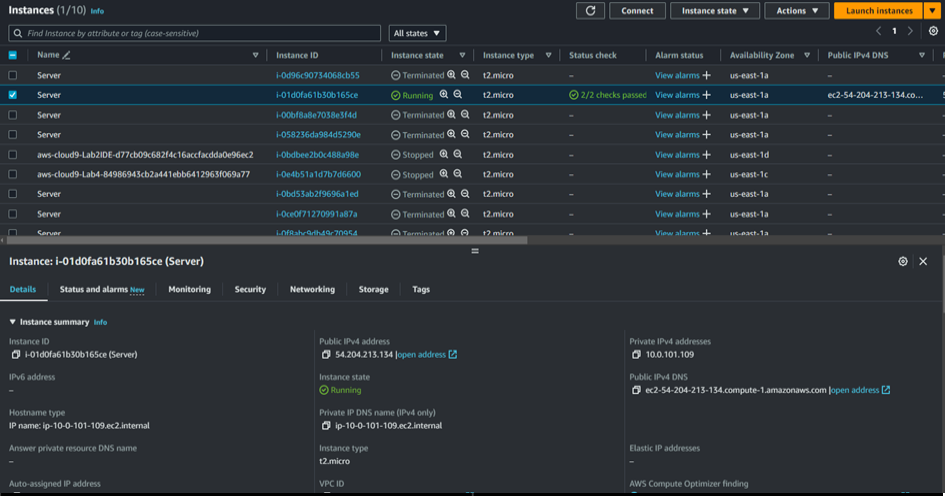 Instances (1/10) Info
Connect Instance state Actions Launch instances
Find Instance by attribute or tag (case-sensitive) All states 1
Name Instance ID Instance state Instance type Status check Alarm status Availability Zone Public IPv4 DNS
Server i-0d96c90734068cb55 Terminated t2.micro – View alarms + us-east-1a –
Server i-01d0fa61b30b165ce Running t2.micro 2/2 checks passed View alarms + us-east-1a ec2-54-204-213-134.co...
Server i-00bf8a8e7038e3f4d Terminated t2.micro – View alarms + us-east-1a –
Server i-058236da984d5290e Terminated t2.micro – View alarms + us-east-1a –
aws-cloud9-Lab2IDE-d77cb09c682f4c16accfacdda0e96ec2 i-0bdbee2b0c488a98e Stopped t2.micro – View alarms + us-east-1d –
aws-cloud9-Lab4-84986943cb2a441ebb6412963f069a77 i-0e4b51a1d7b7d6600 Stopped t2.micro – View alarms + us-east-1c –
Server i-0bd53ab2f9696a1ed Terminated t2.micro – View alarms + us-east-1a –
Server i-0ce0f71270991a87a Terminated t2.micro – View alarms + us-east-1a –
Server i-0f8abc9db49c70954 Terminated t2.micro – View alarms + us-east-1a –
Instance: i-01d0fa61b30b165ce (Server)
Details Status and alarms New Monitoring Security Networking Storage Tags
Instance summary Info
Instance ID Public IPv4 address Private IPv4 addresses
i-01d0fa61b30b165ce (Server) 54.204.213.134 |open address 10.0.101.109
IPv6 address Instance state Public IPv4 DNS
– Running ec2-54-204-213-134.compute-1.amazonaws.com |open address
Hostname type Private IP DNS name (IPv4 only)
IP name: ip-10-0-101-109.ec2.internal ip-10-0-101-109.ec2.internal
Answer private resource DNS name Instance type Elastic IP addresses
– t2.micro –
Auto-assigned IP address VPC ID AWS Compute Optimizer finding